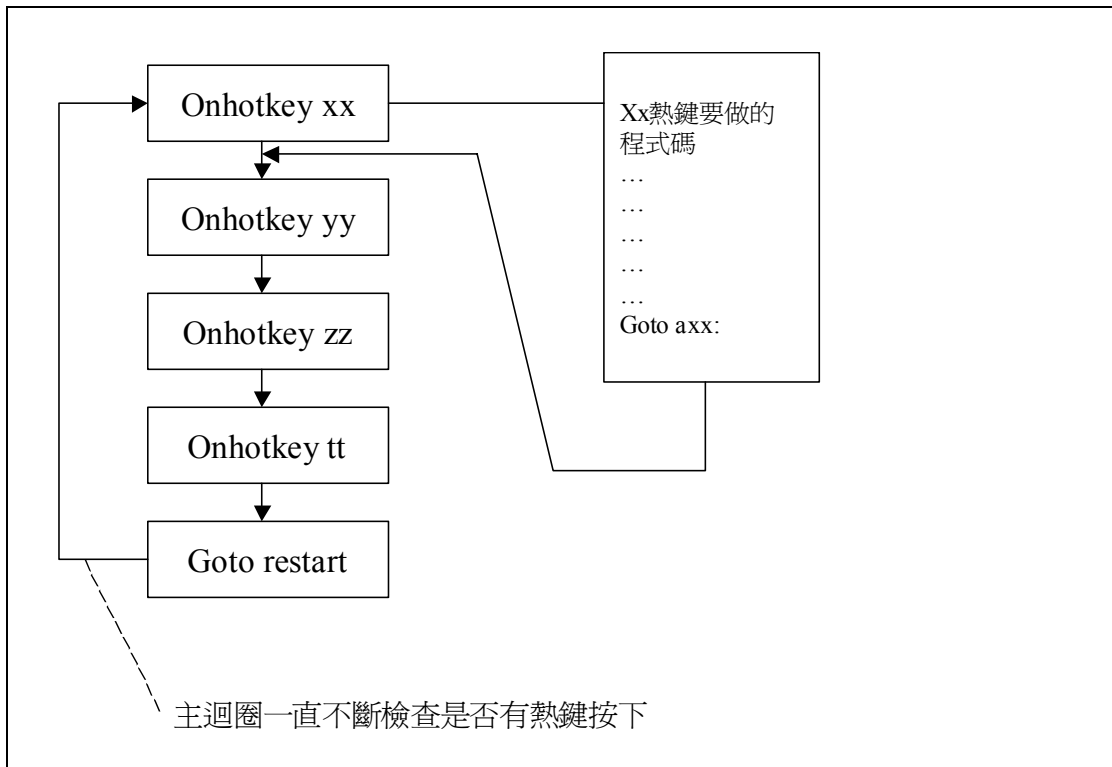 Onhotkey xx
Xx熱鍵要做的
程式碼
…
…
…
…
…
Goto axx:
Onhotkey yy
Onhotkey zz
Onhotkey tt
Goto restart
主迴圈一直不斷檢查是否有熱鍵按下